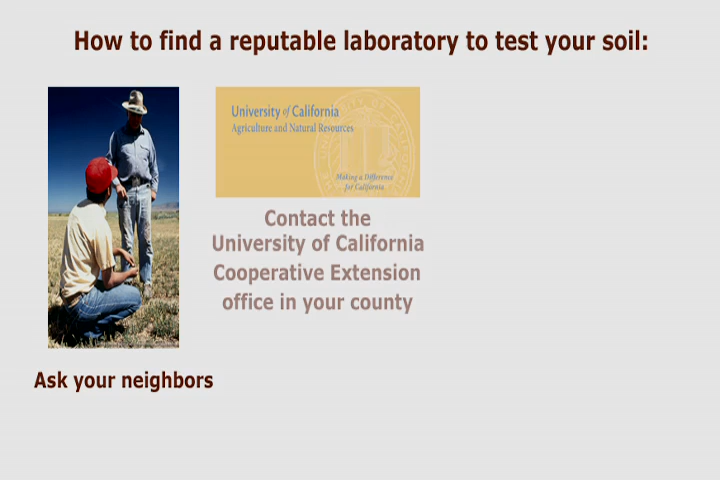 How to find a reputable laboratory to test your soil:
University of California
Agriculture and Natural Resources
Making a Difference
for California
Contact the
University of California
Cooperative Extension
office in your county
Ask your neighbors